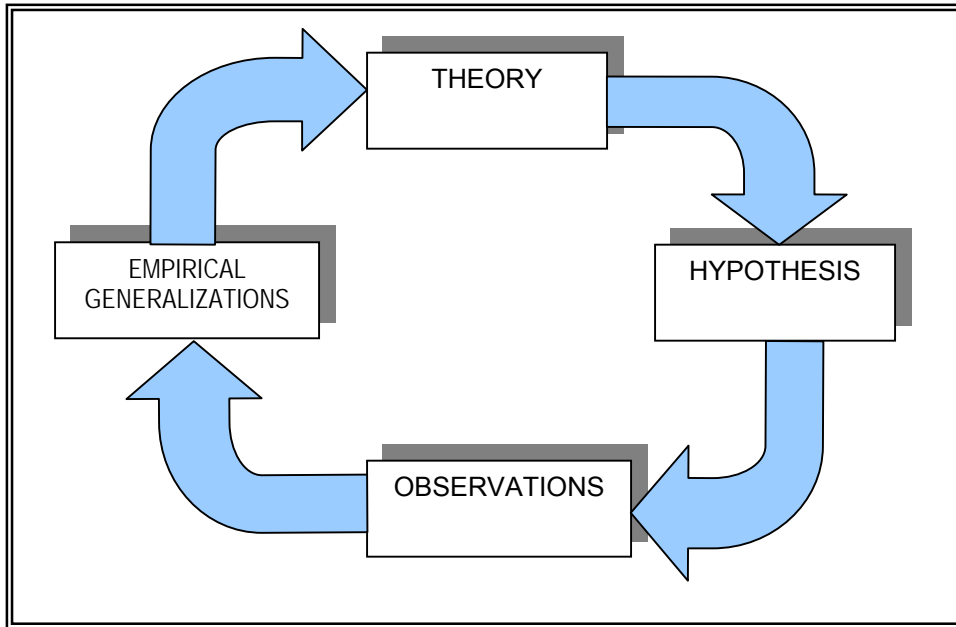 THEORY
HYPOTHESIS
OBSERVATIONS
EMPIRICAL
GENERALIZATIONS